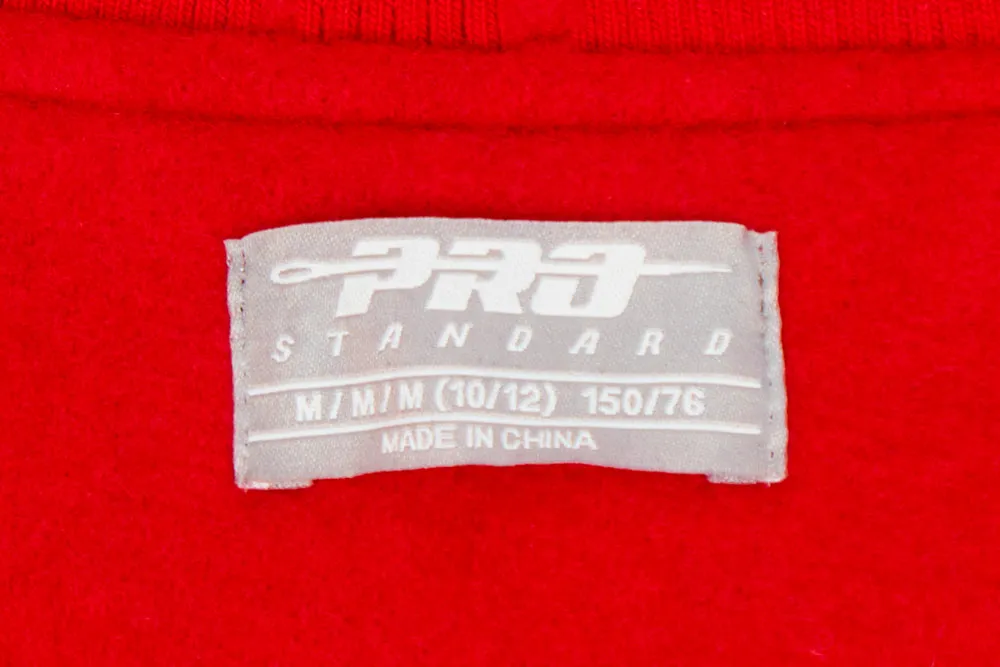 PRO
STANDARD
M/M/M (10/12) 150/76
MADE IN CHINA